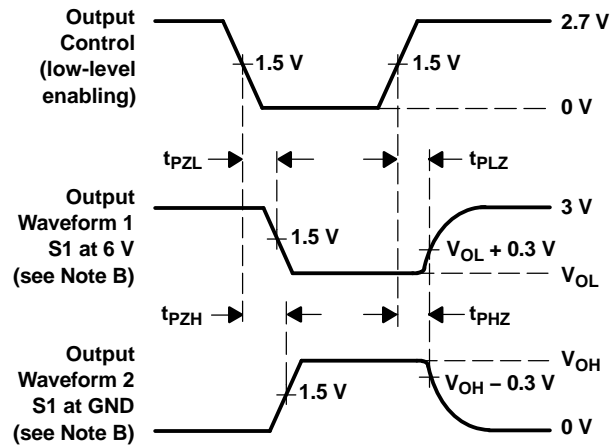 Output
Control
(low-level
enabling)
1.5 V
1.5 V
2.7 V
0 V
tPZL
tPLZ
Output
Waveform 1
S1 at 6 V
(see Note B)
1.5 V
3 V
VOL + 0.3 V
VOL
tPZH
tPHZ
Output
Waveform 2
S1 at GND
(see Note B)
1.5 V
VOH
VOH − 0.3 V
0 V